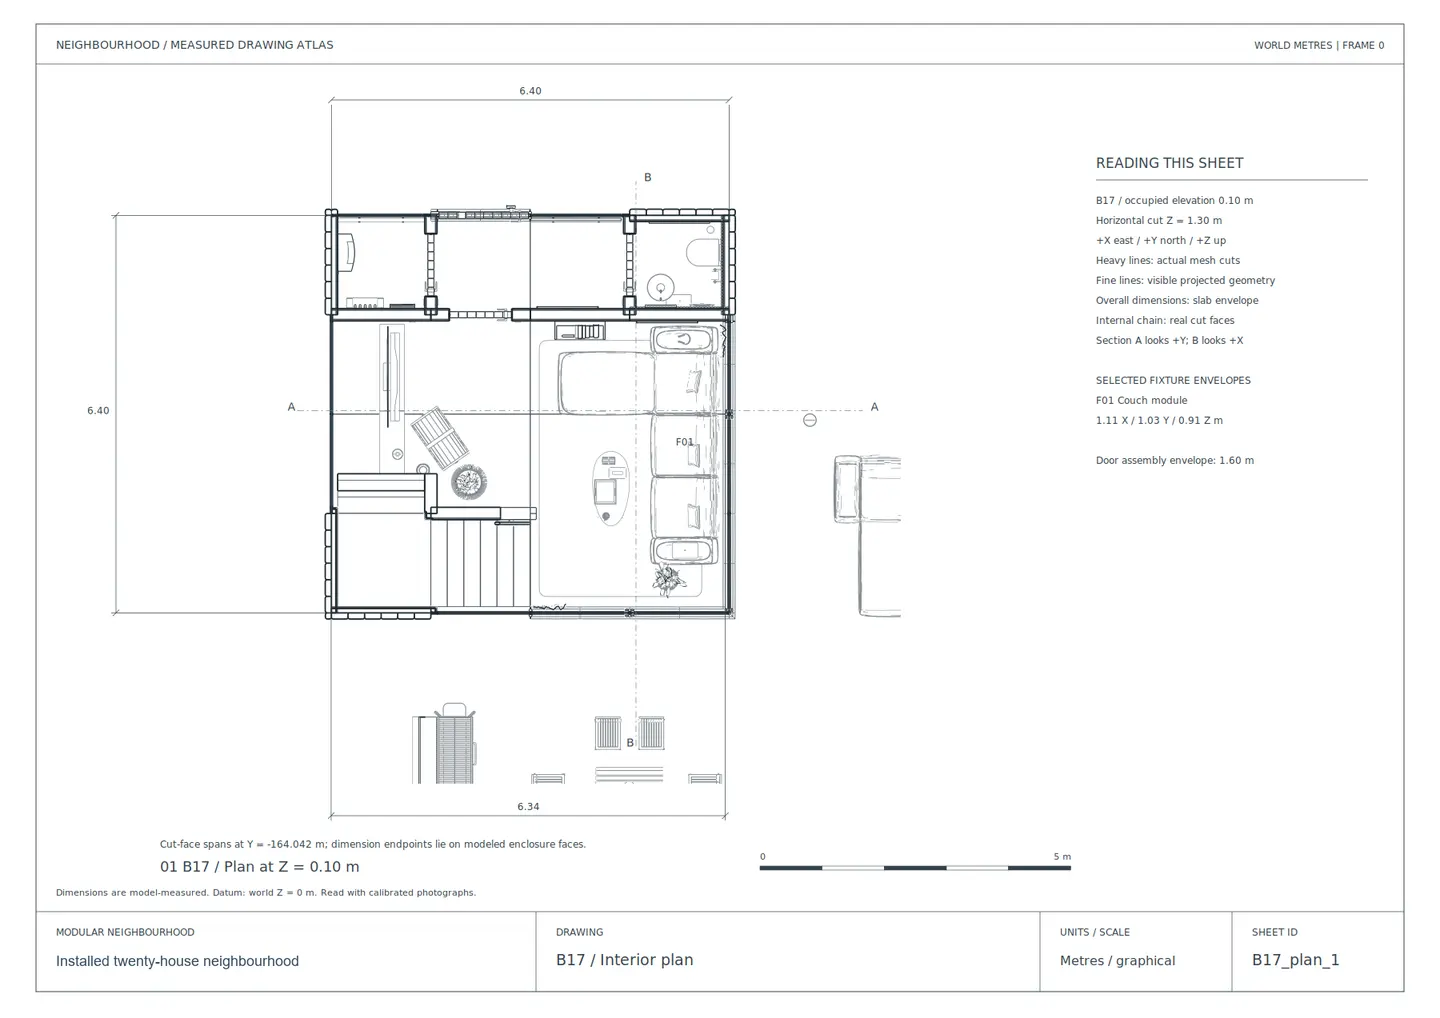 NEIGHBOURHOOD / MEASURED DRAWING ATLAS
WORLD METRES | FRAME 0
6.40
B
READING THIS SHEET
B17 / occupied elevation 0.10 m
Horizontal cut Z = 1.30 m
+X east / +Y north / +Z up
Heavy lines: actual mesh cuts
Fine lines: visible projected geometry
Overall dimensions: slab envelope
Internal chain: real cut faces
Section A looks +Y; B looks +X
SELECTED FIXTURE ENVELOPES
F01 Couch module
1.11 X / 1.03 Y / 0.91 Z m
Door assembly envelope: 1.60 m
6.40
A
A
F01
B
6.34
Cut-face spans at Y = -164.042 m; dimension endpoints lie on modeled enclosure faces.
01 B17 / Plan at Z = 0.10 m
0
5 m
Dimensions are model-measured. Datum: world Z = 0 m. Read with calibrated photographs.
MODULAR NEIGHBOURHOOD
Installed twenty-house neighbourhood
DRAWING
B17 / Interior plan
UNITS / SCALE
Metres / graphical
SHEET ID
B17_plan_1